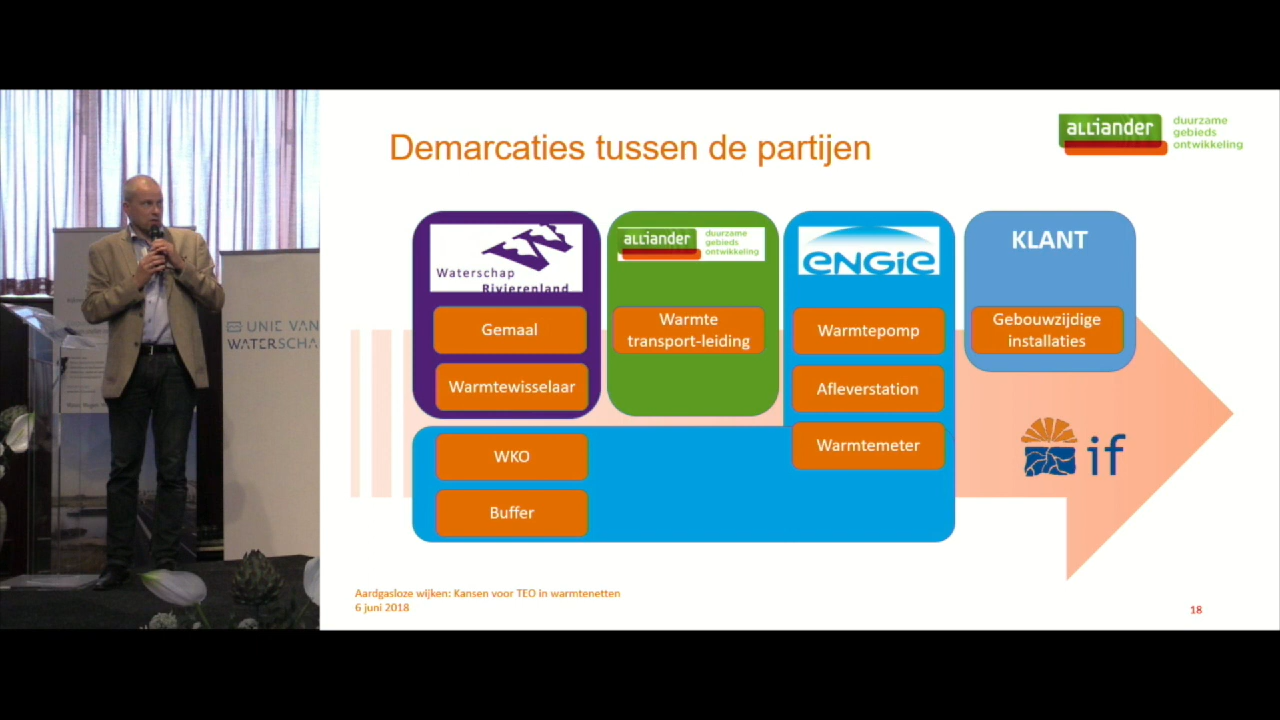 Demarcaties tussen de partijen
alliander
duurzame
gebieds
ontwikkeling
Waterschap
Rivierenland
Gemaal
Warmtewisselaar
WKO
Buffer
alliander
duurzame
gebieds
ontwikkeling
Warmte
transport-leiding
ENGIE
Warmtepomp
Afleverstation
Warmtemeter
KLANT
Gebouwzijdige
installaties
if
Aardgasloze wijken: Kansen voor TEO in warmtenetten
6 juni 2018
18
UNIE VAN
WATERSCHA